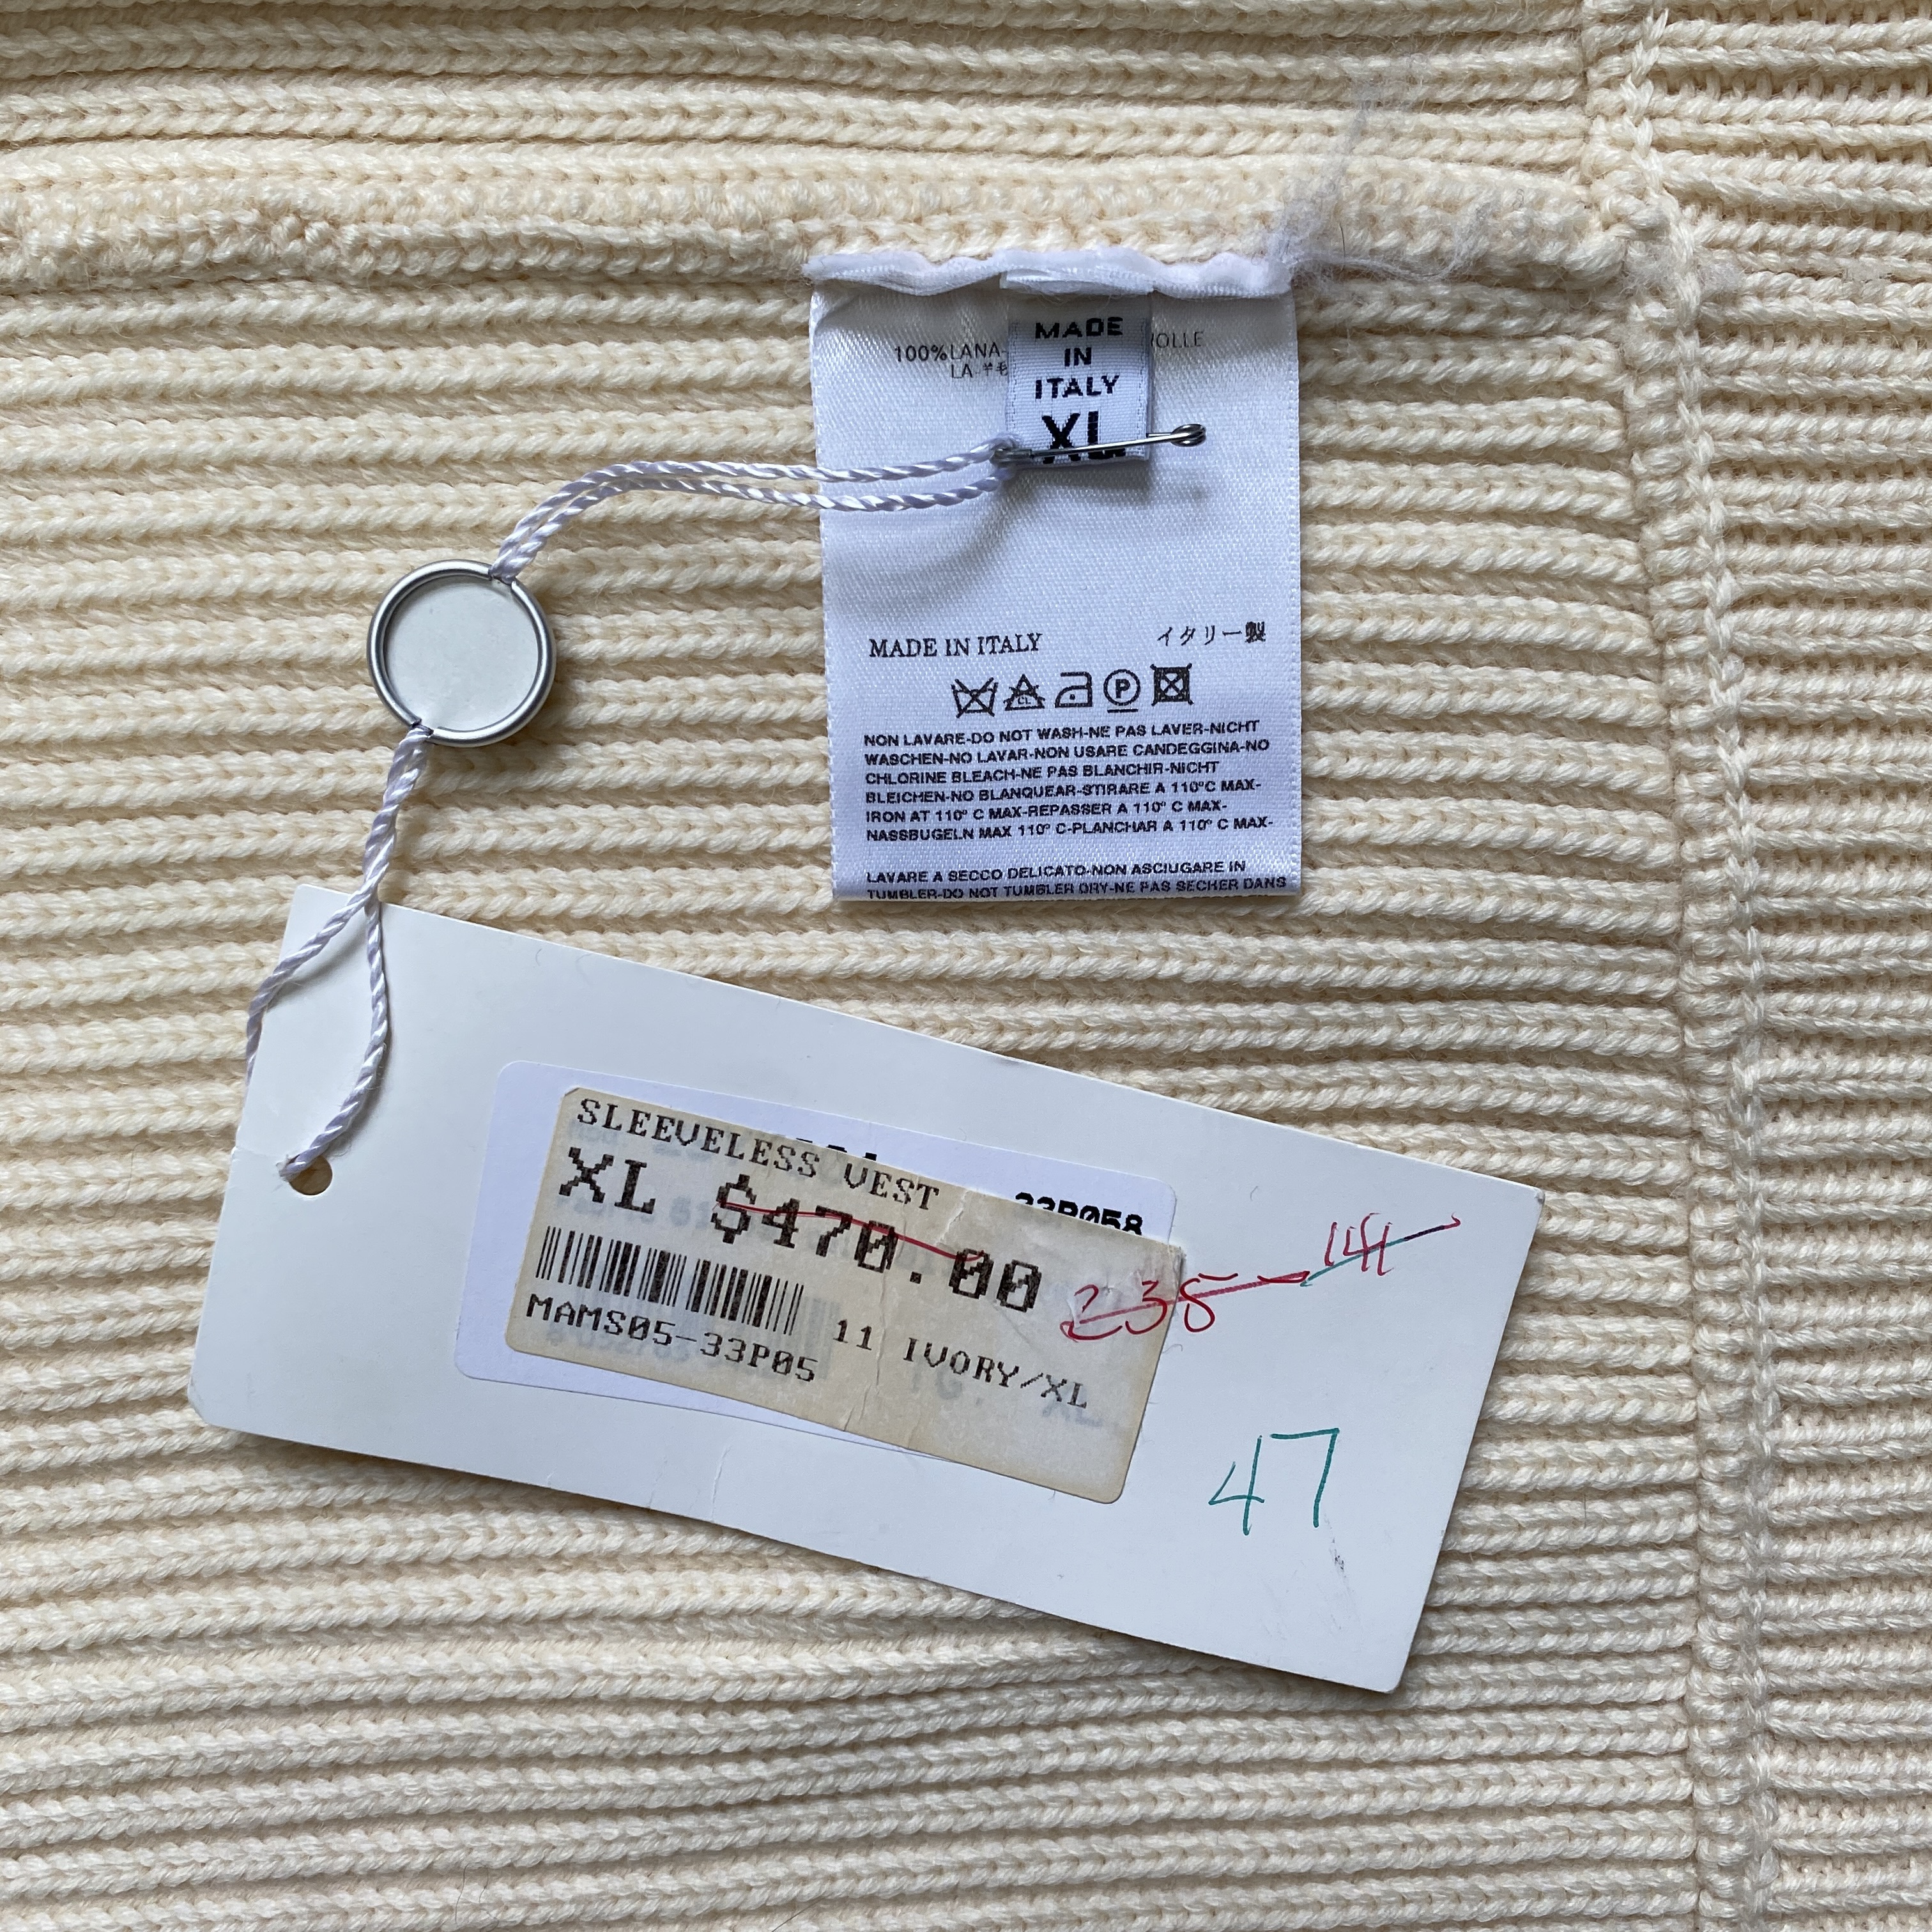 MADE
IN
ITALY
XL
100%LANA-
LA 羊毛
MADE IN ITALY
イタリー製
CL
P
NON LAVARE-DO NOT WASH-NE PAS LAVER-NICHT
WASCHEN-NO LAVAR-NON USARE CANDEGGINA-NO
CHLORINE BLEACH-NE PAS BLANCHIR-NICHT
BLEICHEN-NO BLANQUEAR-STIRARE A 110°C MAX-
IRON AT 110° C MAX-REPASSER A 110° C MAX-
NASSBUGELN MAX 110° C-PLANCHAR A 110° C MAX-
LAVARE A SECCO DELICATO-NON ASCIUGARE IN
TUMBLER-DO NOT TUMBLER DRY-NE PAS SECHER DANS
SLEEVELESS VEST
33P058
XL $470.00
238
141
MAMS05-33P05
11 IVORY/XL
47